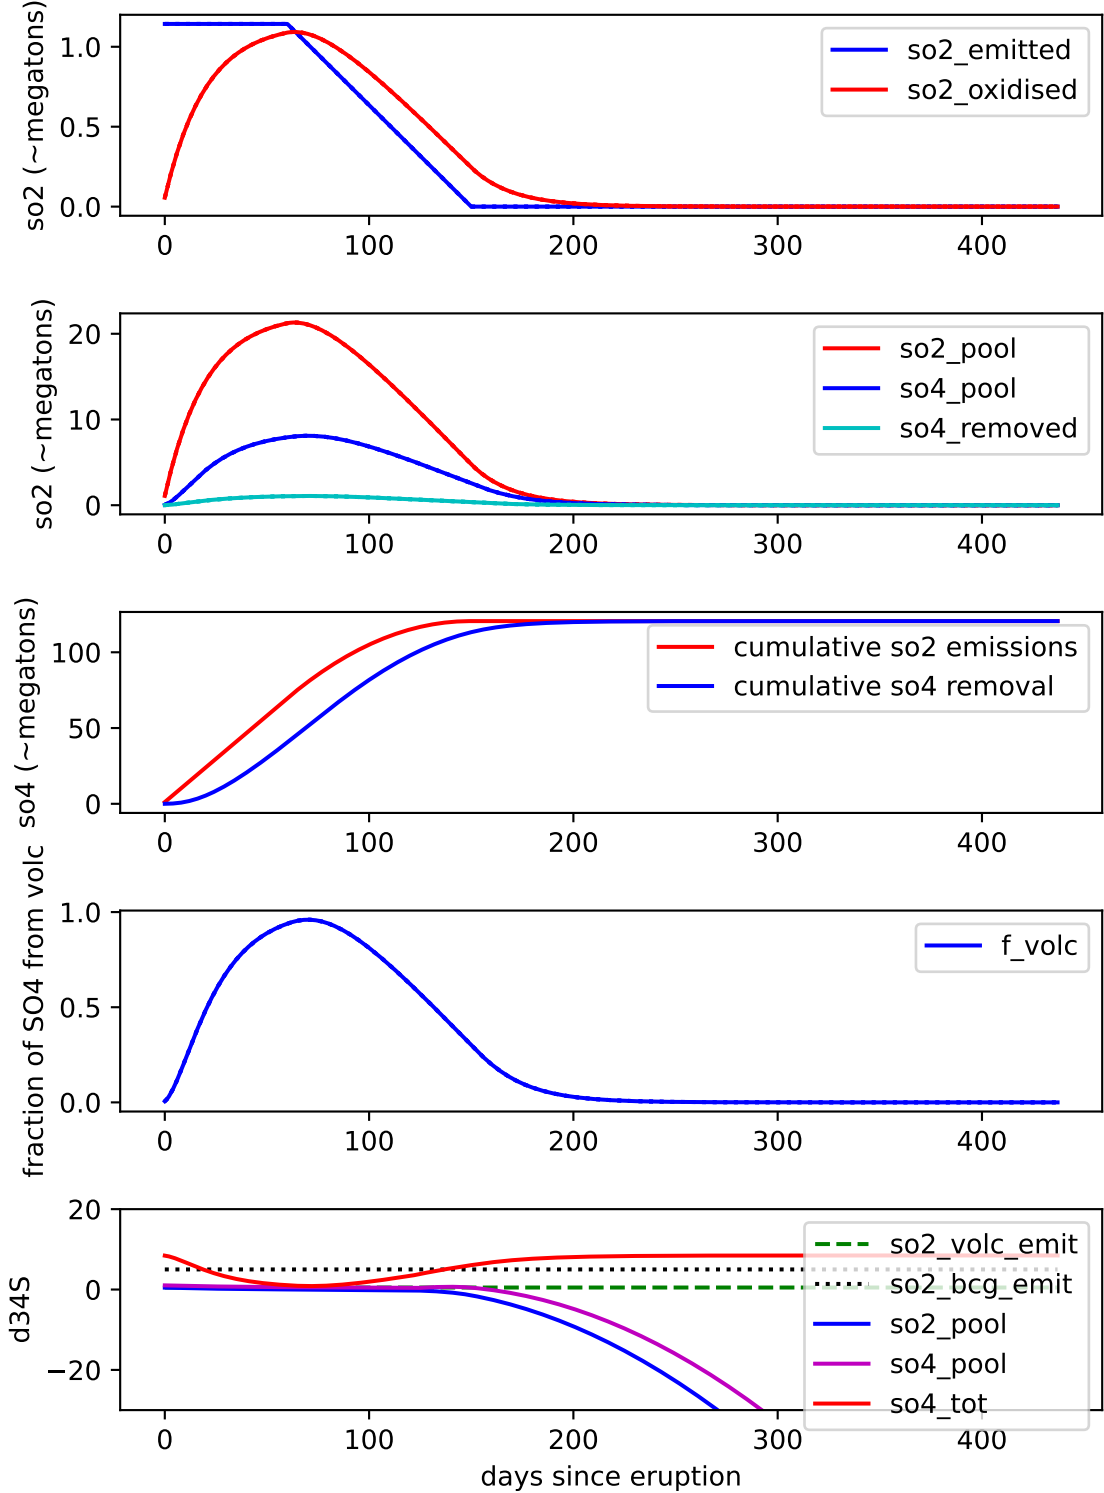 so2 (~megatons)
1.0
0.5
0.0
so2_emitted
so2_oxidised
0 100 200 300 400
so2 (~megatons)
20
10
0
so2_pool
so4_pool
so4_removed
0 100 200 300 400
so4 (~megatons)
100
50
0
cumulative so2 emissions
cumulative so4 removal
0 100 200 300 400
fraction of SO4 from volc
1.0
0.5
0.0
f_volc
0 100 200 300 400
d34S
20
0
−20
so2_volc_emit
so2_bcg_emit
so2_pool
so4_pool
so4_tot
0 100 200 300 400
days since eruption